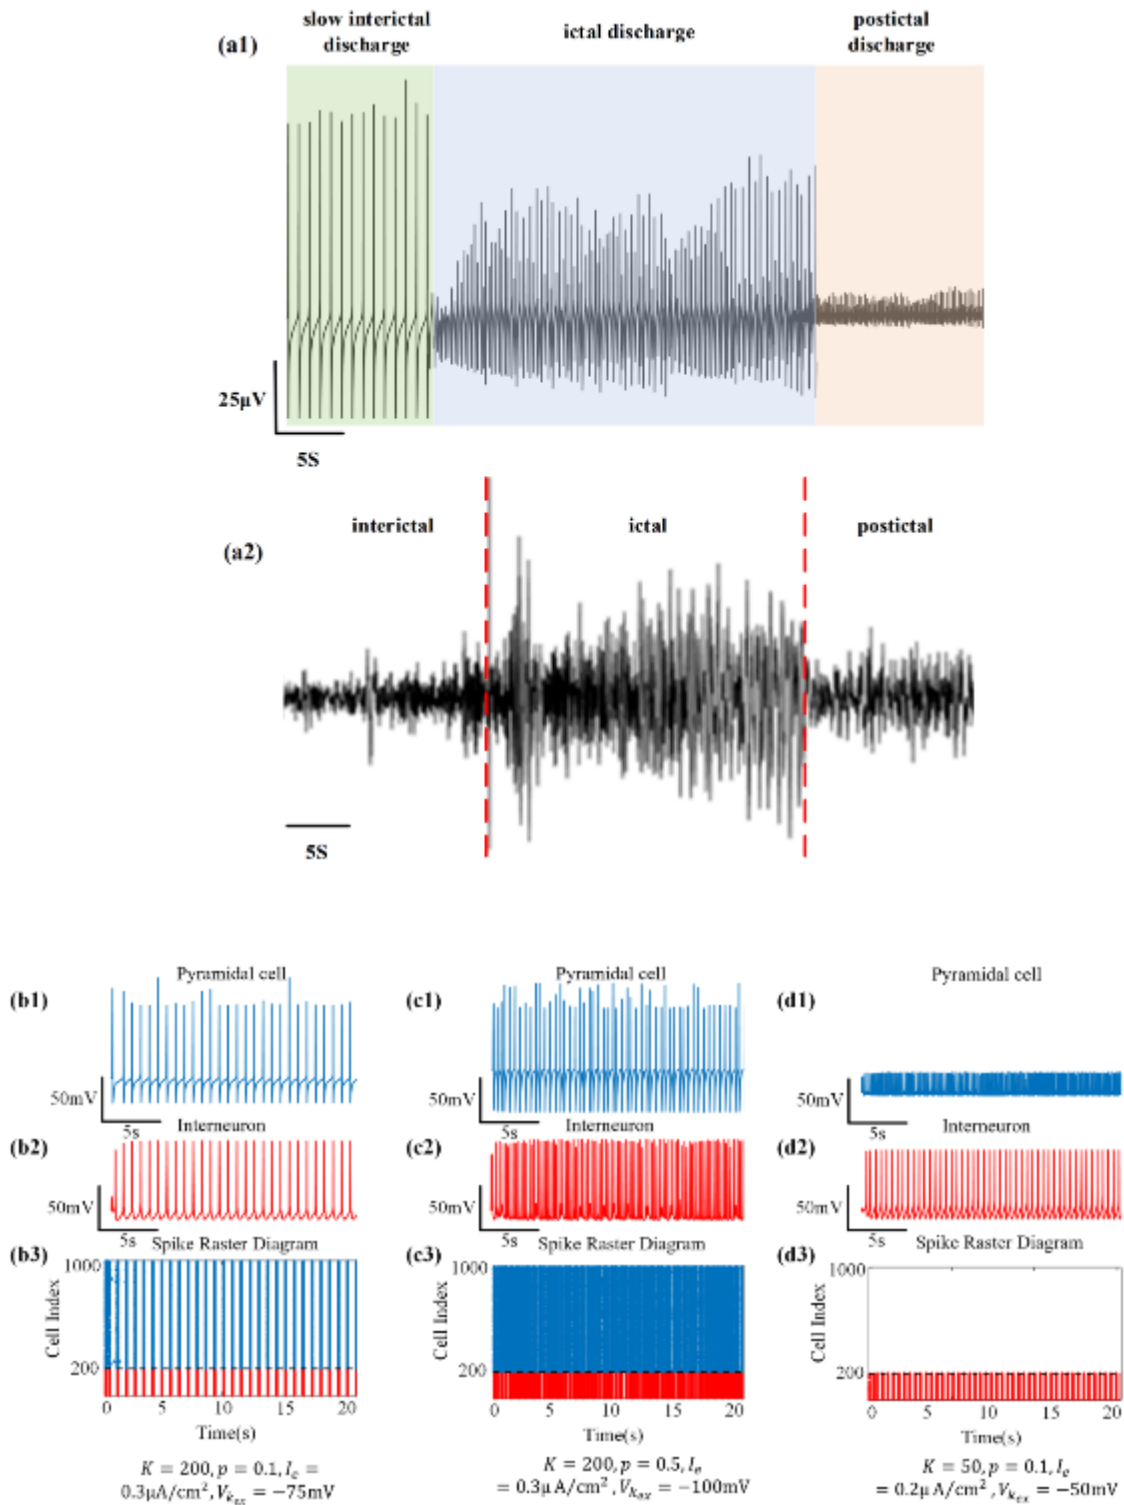 slow interictal
discharge
ictal discharge
postictal
discharge
(a1)
25μV
5S
interictal
ictal
postictal
(a2)
5S
Pyramidal cell
(b1)
50mV
5s
Interneuron
(b2)
50mV
5s
Spike Raster Diagram
(b3)
1000
Cell Index
200
0 5 10 15 20
Time(s)
K = 200, p = 0.1, I_e =
0.3μA/cm², V_{k_{ex}} = −75mV
Pyramidal cell
(c1)
50mV
5s
Interneuron
(c2)
50mV
5s
Spike Raster Diagram
(c3)
1000
Cell Index
200
0 5 10 15 20
Time(s)
K = 200, p = 0.5, I_e
= 0.3μ A/cm², V_{k_{ex}} = −100mV
Pyramidal cell
(d1)
50mV
5s
Interneuron
(d2)
50mV
5s
Spike Raster Diagram
(d3)
1000
Cell Index
200
0 5 10 15 20
Time(s)
K = 50, p = 0.1, I_e
= 0.2μ A/cm², V_{k_{ex}} = −50mV